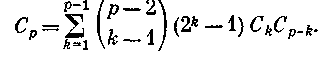 $C_p = \sum_{k=1}^{p-1} \binom{p-2}{k-1} (2^k - 1) C_k C_{p-k}.$